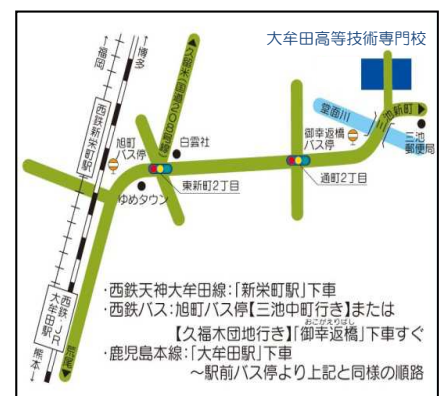 大牟田高等技術専門校
←福岡
→博多
西鉄新栄町駅
久留米(国道208号線)
旭町
バス停
白雲社
ゆめタウン
東新町2丁目
通町2丁目
御幸返橋
バス停
堂面川
池新町
三池
郵便局
西鉄・JR
大牟田駅
熊本←
荒尾
・西鉄天神大牟田線:「新栄町駅」下車
・西鉄バス:旭町バス停【三池中町行き】または
おこがえりばし
【久福木団地行き】「御幸返橋」下車すぐ
・鹿児島本線:「大牟田駅」下車
～駅前バス停より上記と同様の順路